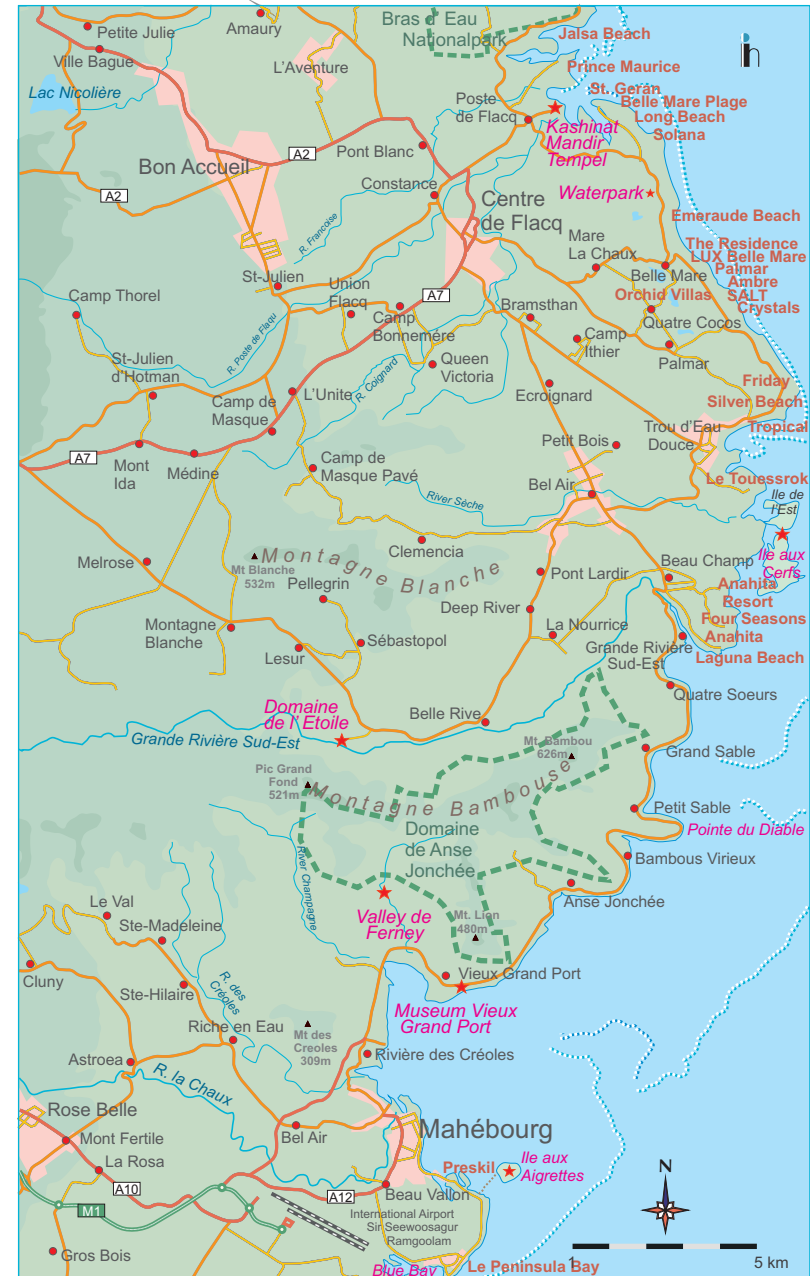 Petite Julie
Amaury
Bras d' Eau
Nationalpark
Jalsa Beach
Ville Bague
L'Aventure
Lac Nicolière
Prince Maurice
St. Geran
Poste
de Flacq
Belle Mare Plage
Long Beach
Solana
Kashinat
Mandir
Tempel
Bon Accueil
A2
Pont Blanc
A2
Constance
Centre
de Flacq
Waterpark
R. Francoise
Emeraude Beach
Mare
La Chaux
The Residence
LUX Belle Mare
Palmar
Ambre
SALT
Crystals
Belle Mare
Orchid Villas
St-Julien
Union
Flacq
A7
Camp Thorel
Camp
Bonnemére
Bramsthan
Quatre Cocos
R. Poste de Flaqu
Camp
Ithier
Palmar
St-Julien
d'Hotman
Queen
Victoria
R. Coignard
Ecroignard
Friday
Silver Beach
L'Unite
Camp de
Masque
Tropical
Trou d'Eau
Douce
Petit Bois
A7
Mont
Ida
Médine
Camp de
Masque Pavé
Bel Air
Le Touessrok
River Sèche
Ile de
l'Est
Clemencia
Ile aux
Cerfs
Melrose
Mt Blanche
532m
Montagne Blanche
Beau Champ
Pellegrin
Pont Lardir
Anahita
Resort
Deep River
Four Seasons
Anahita
Montagne
Blanche
Sébastopol
La Nourrice
Grande Rivière
Sud-Est
Laguna Beach
Lesur
Quatre Soeurs
Domaine
de l' Etoile
Belle Rive
Grande Rivière Sud-Est
Mt. Bambou
626m
Grand Sable
Pic Grand
Fond
521m
Montagne Bambouse
Petit Sable
Pointe du Diable
Domaine
de Anse
Jonchée
River Champagne
Bambous Virieux
Anse Jonchée
Le Val
Valley de
Ferney
Mt. Lion
480m
Ste-Madeleine
Cluny
Ste-Hilaire
R. des
Créoles
Vieux Grand Port
Museum Vieux
Grand Port
Riche en Eau
Mt des
Creoles
309m
Rivière des Créoles
Astroea
R. la Chaux
Rose Belle
Mont Fertile
Bel Air
Mahébourg
La Rosa
Preskil
Ile aux
Aigrettes
N
A10
A12
Beau Vallon
M1
International Airport
Sir Seewoosagur
Ramgoolam
Gros Bois
Blue Bay
Le Peninsula Bay
1
5 km